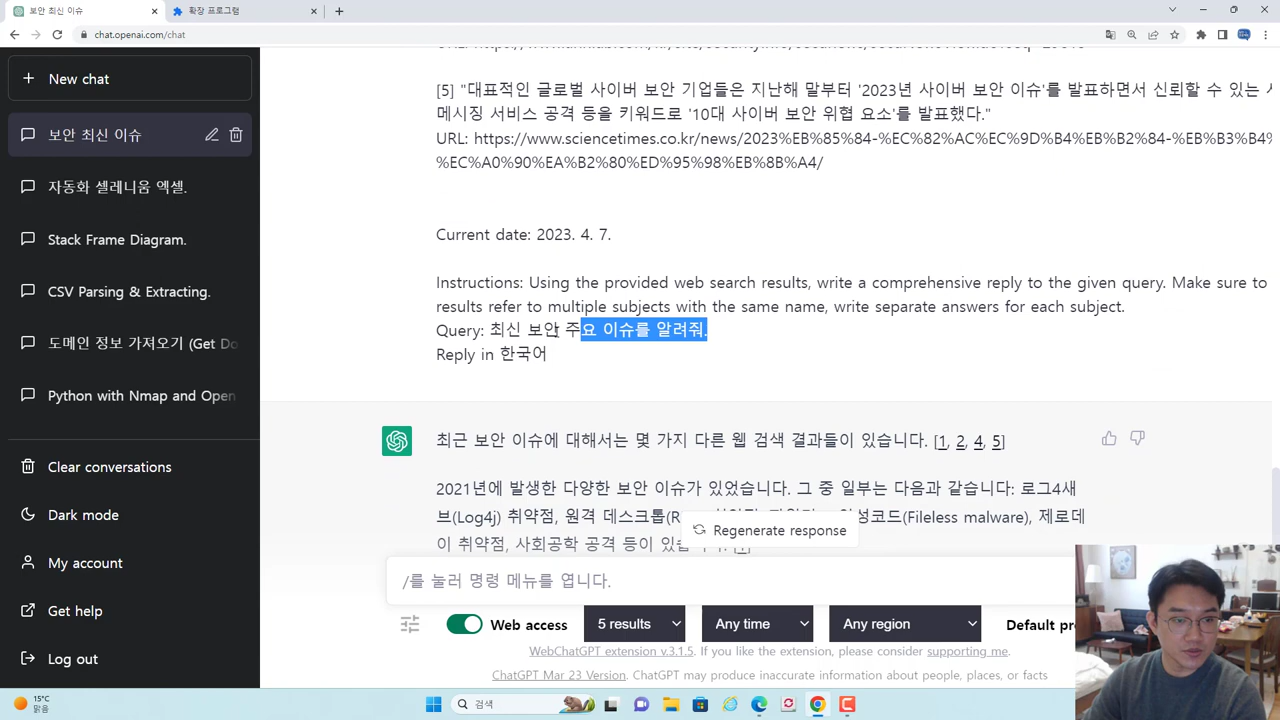 보안 최신 이슈
확장 프로그램
chat.openai.com/chat
New chat
보안 최신 이슈
자동화 셀레니움 엑셀.
Stack Frame Diagram.
CSV Parsing & Extracting.
도메인 정보 가져오기 (Get Do
Python with Nmap and Open
Clear conversations
Dark mode
My account
Get help
Log out
[5] "대표적인 글로벌 사이버 보안 기업들은 지난해 말부터 '2023년 사이버 보안 이슈'를 발표하면서 신뢰할 수 있는
메시징 서비스 공격 등을 키워드로 '10대 사이버 보안 위협 요소'를 발표했다."
URL: https://www.sciencetimes.co.kr/news/2023%EB%85%84-%EC%82%AC%EC%9D%B4%EB%B2%84-%EB%B3%B4
%EC%A0%90%EA%B2%80%ED%95%98%EB%8B%A4/
Current date: 2023. 4. 7.
Instructions: Using the provided web search results, write a comprehensive reply to the given query. Make sure to
results refer to multiple subjects with the same name, write separate answers for each subject.
Query: 최신 보안 주요 이슈를 알려줘.
Reply in 한국어
최근 보안 이슈에 대해서는 몇 가지 다른 웹 검색 결과들이 있습니다. [1, 2, 4, 5]
2021년에 발생한 다양한 보안 이슈가 있었습니다. 그 중 일부는 다음과 같습니다: 로그4새
브(Log4j) 취약점, 원격 데스크톱(R 악성코드(Fileless malware), 제로데
이 취약점, 사회공학 공격 등이 있습
Regenerate response
/를 눌러 명령 메뉴를 엽니다.
Web access
5 results
Any time
Any region
Default pr
WebChatGPT extension v.3.1.5. If you like the extension, please consider supporting me.
ChatGPT Mar 23 Version. ChatGPT may produce inaccurate information about people, places, or facts
15°C
맑음
검색